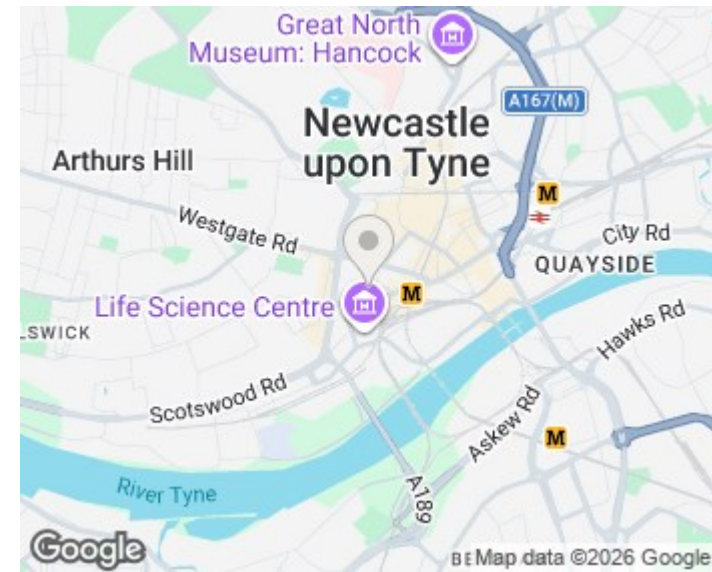 Great North
Museum: Hancock
A167(M)
Newcastle
upon Tyne
Arthurs Hill
Westgate Rd
M
City Rd
QUAYSIDE
M
Life Science Centre
LSWICK
Hawks Rd
Scotswood Rd
Askew Rd
M
River Tyne
A189
Google
BE
Map data ©2026 Google